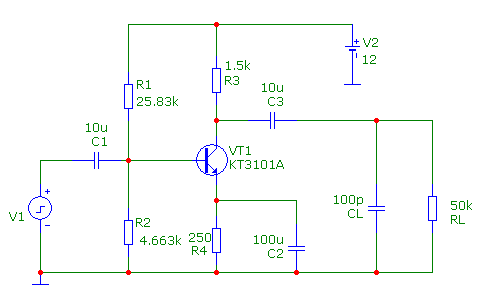 V2
12
R1
25.83k
1.5k
R3
10u
C3
10u
C1
VT1
KT3101A
V1
R2
4.663k
250
R4
100u
C2
100p
CL
50k
RL